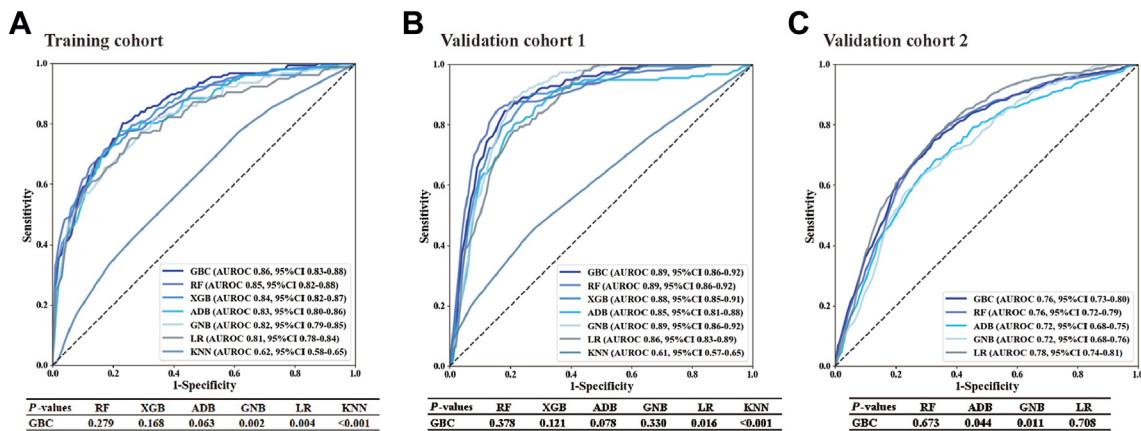 A Training cohort
1.0
0.8
0.6
0.4
0.2
0.0
Sensitivity
GBC (AUROC 0.86, 95%CI 0.83-0.88)
RF (AUROC 0.85, 95%CI 0.82-0.88)
XGB (AUROC 0.84, 95%CI 0.82-0.87)
ADB (AUROC 0.83, 95%CI 0.80-0.86)
GNB (AUROC 0.82, 95%CI 0.79-0.85)
LR (AUROC 0.81, 95%CI 0.78-0.84)
KNN (AUROC 0.62, 95%CI 0.58-0.65)
0.0 0.2 0.4 0.6 0.8 1.0
1-Specificity
P-values RF XGB ADB GNB LR KNN
GBC 0.279 0.168 0.063 0.002 0.004 <0.001
B Validation cohort 1
1.0
0.8
0.6
0.4
0.2
0.0
Sensitivity
GBC (AUROC 0.89, 95%CI 0.86-0.92)
RF (AUROC 0.89, 95%CI 0.86-0.92)
XGB (AUROC 0.88, 95%CI 0.85-0.91)
ADB (AUROC 0.85, 95%CI 0.81-0.88)
GNB (AUROC 0.89, 95%CI 0.86-0.92)
LR (AUROC 0.86, 95%CI 0.83-0.89)
KNN (AUROC 0.61, 95%CI 0.57-0.65)
0.0 0.2 0.4 0.6 0.8 1.0
1-Specificity
P-values RF XGB ADB GNB LR KNN
GBC 0.378 0.121 0.078 0.330 0.016 <0.001
C Validation cohort 2
1.0
0.8
0.6
0.4
0.2
0.0
Sensitivity
GBC (AUROC 0.76, 95%CI 0.73-0.80)
RF (AUROC 0.76, 95%CI 0.72-0.79)
ADB (AUROC 0.72, 95%CI 0.68-0.75)
GNB (AUROC 0.72, 95%CI 0.68-0.76)
LR (AUROC 0.78, 95%CI 0.74-0.81)
0.0 0.2 0.4 0.6 0.8 1.0
1-Specificity
P-values RF ADB GNB LR
GBC 0.673 0.044 0.011 0.708